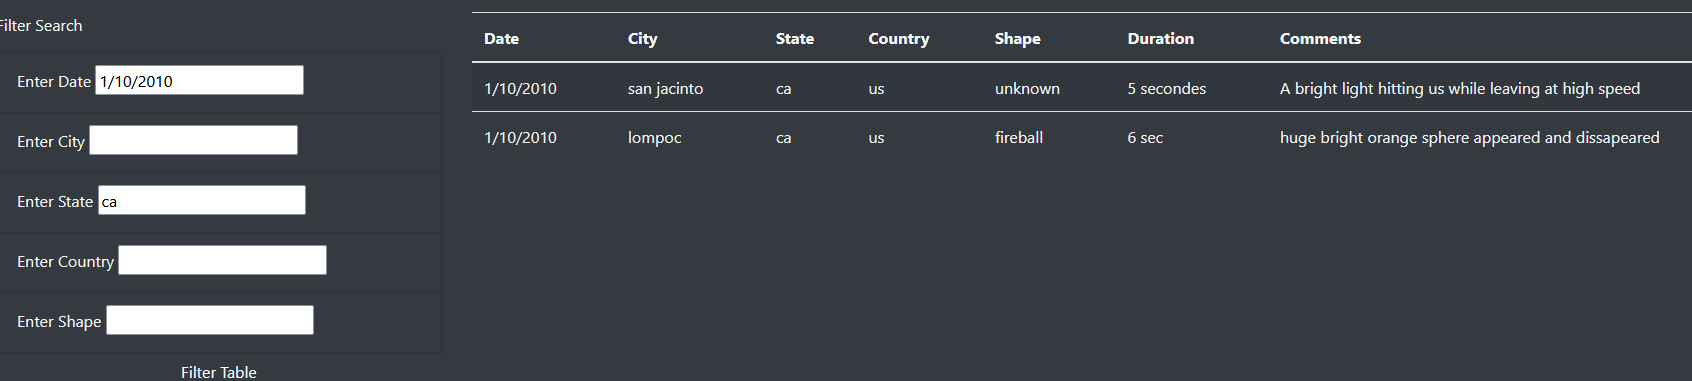 Filter Search
Enter Date 1/10/2010
Enter City
Enter State ca
Enter Country
Enter Shape
Filter Table
Date City State Country Shape Duration Comments
1/10/2010 san jacinto ca us unknown 5 secondes A bright light hitting us while leaving at high speed
1/10/2010 lompoc ca us fireball 6 sec huge bright orange sphere appeared and dissapeared